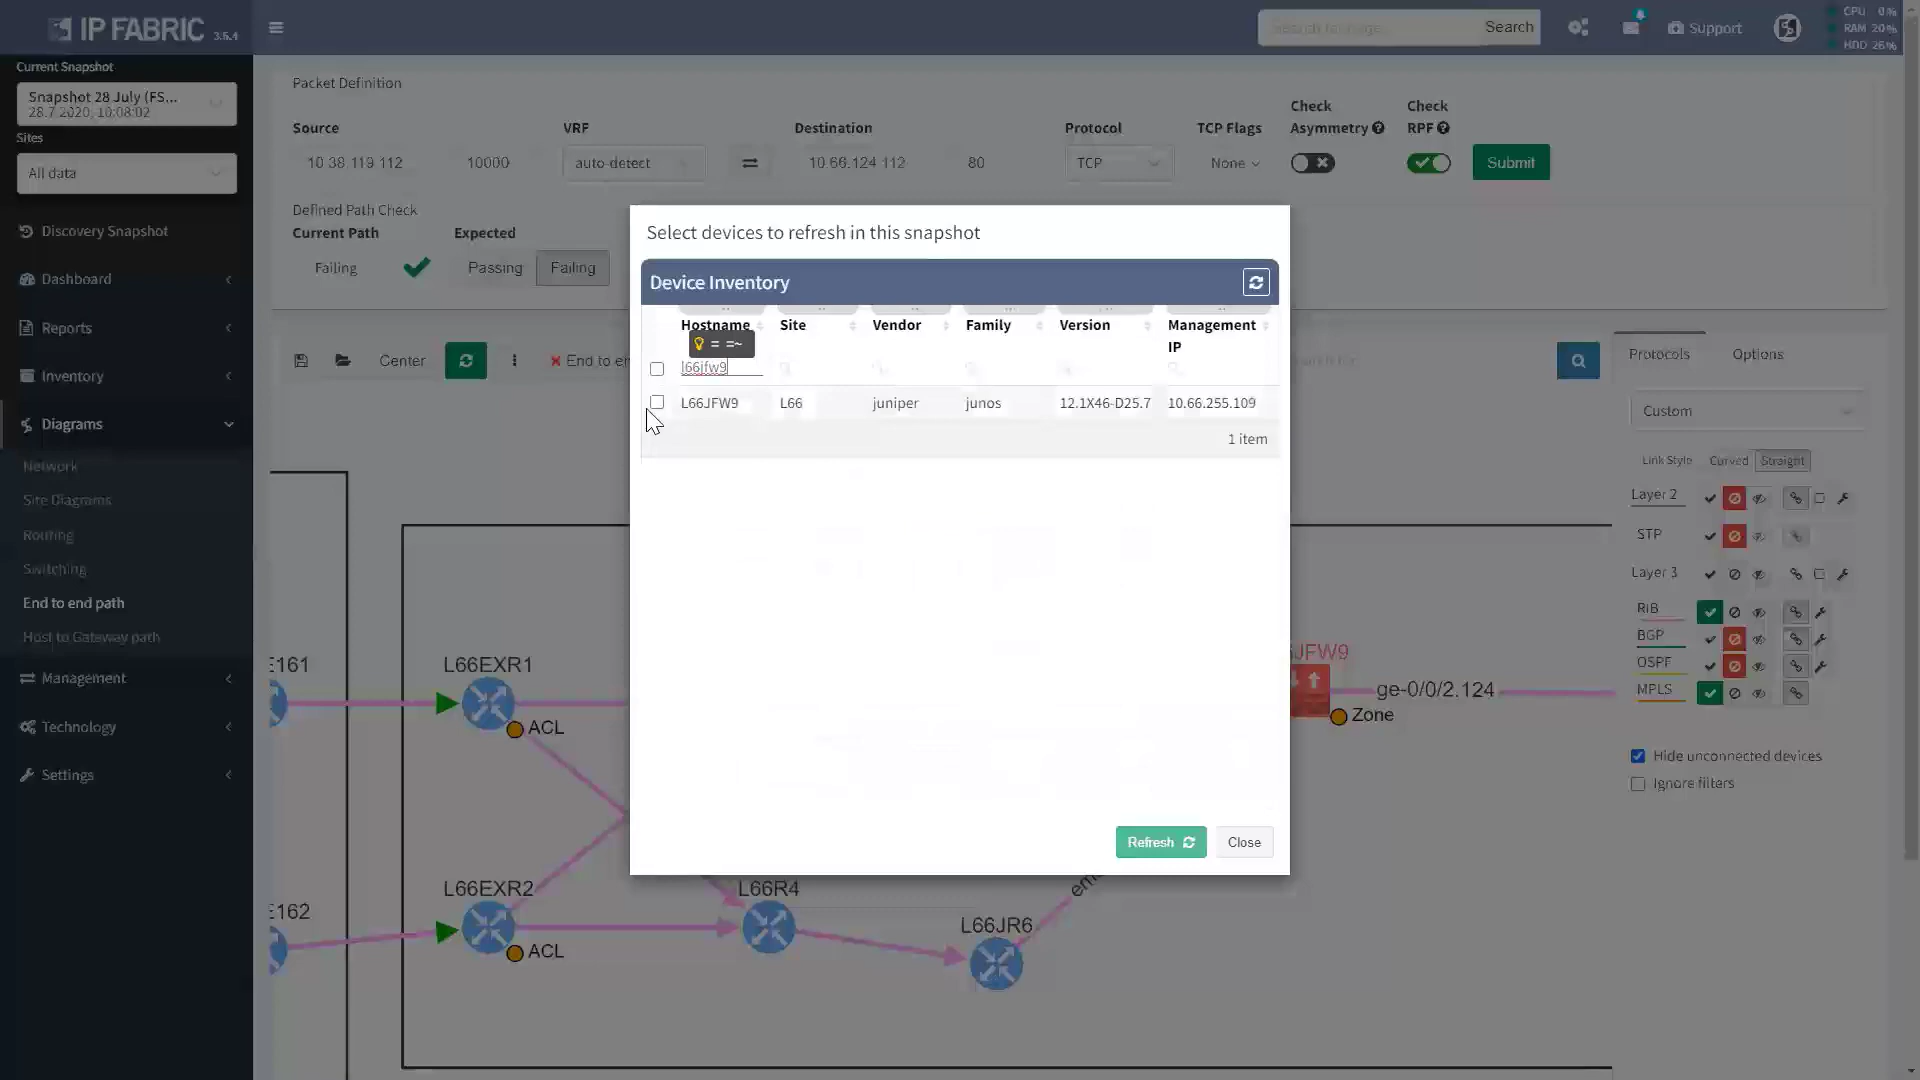 IP FABRIC 3.5.4
Search
Support
CPU 0%
RAM 20%
HDD 26%
Current Snapshot
Snapshot 28 July (FS...
28.7.2020, 10:08:02
Sites
All data
Discovery Snapshot
Dashboard
Reports
Inventory
Diagrams
Network
Site Diagrams
Routing
Switching
End to end path
Host to Gateway path
Management
Technology
Settings
Packet Definition
Source
VRF
Destination
Protocol
TCP Flags
Check Asymmetry
Check RPF
10 38 119 112
10000
auto-detect
10 66 124 112
80
TCP
None
Submit
Defined Path Check
Current Path
Expected
Failing
Passing
Failing
Center
End to en
Select devices to refresh in this snapshot
Device Inventory
Hostname
Site
Vendor
Family
Version
Management IP
= =~
l66jfw9
L66JFW9
L66
juniper
junos
12.1X46-D25.7
10.66.255.109
1 item
Refresh
Close
Protocols
Options
Custom
Link Style
Curved
Straight
Layer 2
STP
Layer 3
RIB
BGP
OSPF
MPLS
Hide unconnected devices
Ignore filters
E161
L66EXR1
ACL
JFW9
ge-0/0/2.124
Zone
E162
L66EXR2
ACL
L66R4
L66JR6
em